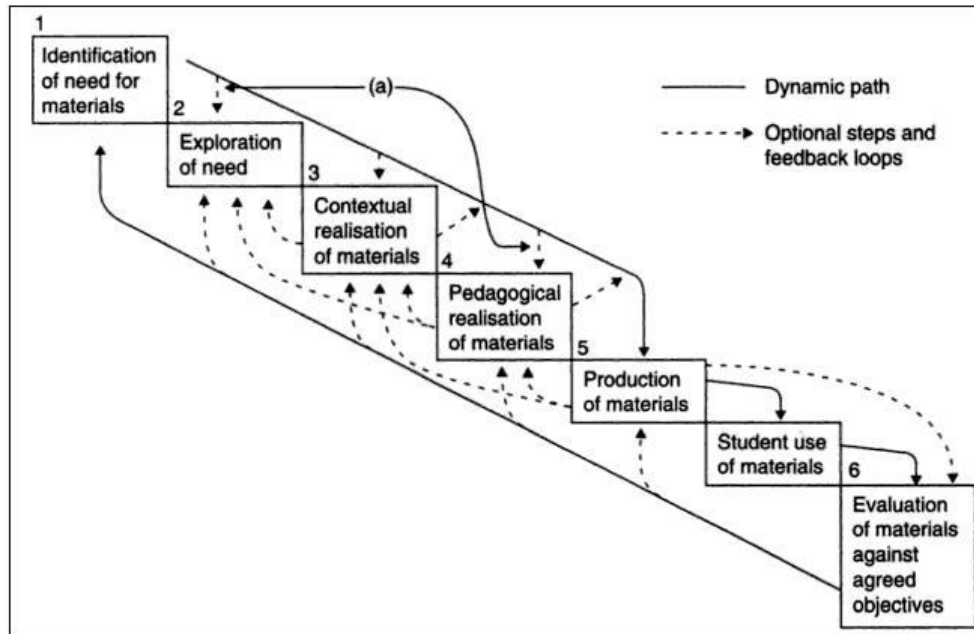 1
Identification
of need for
materials
2
Exploration
of need
3
Contextual
realisation
of materials
4
Pedagogical
realisation
of materials
5
Production
of materials
Student use
of materials
6
Evaluation
of materials
against
agreed
objectives
(a)
Dynamic path
Optional steps and
feedback loops